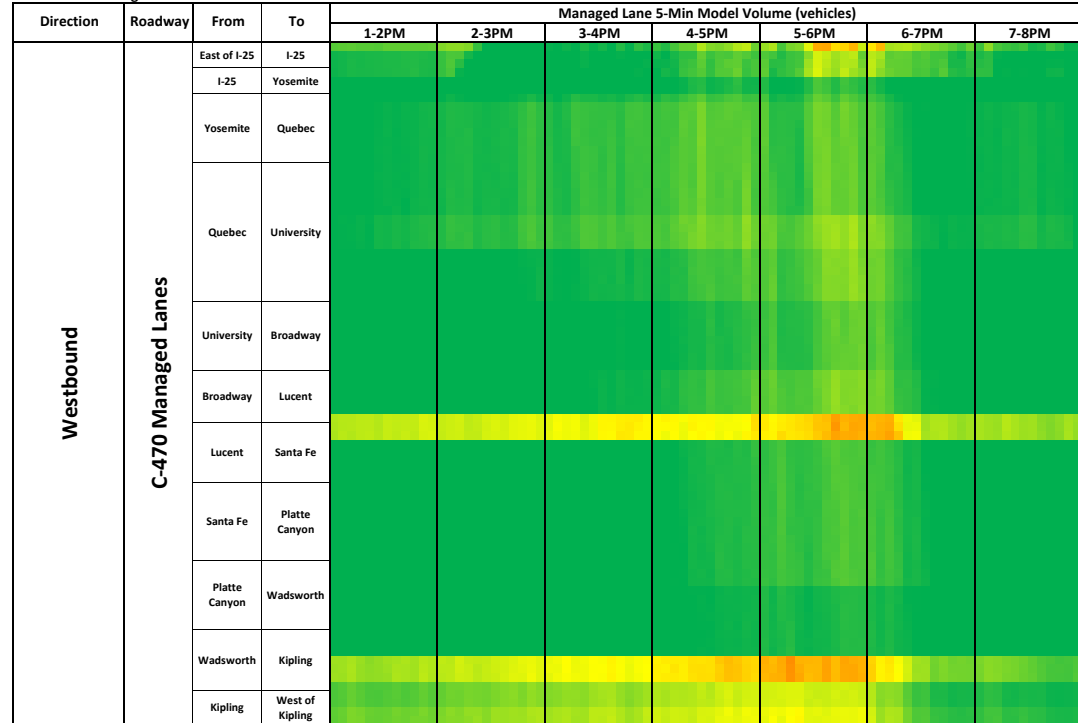 Direction
Roadway
From
To
Managed Lane 5-Min Model Volume (vehicles)
1-2PM
2-3PM
3-4PM
4-5PM
5-6PM
6-7PM
7-8PM
Westbound
C-470 Managed Lanes
East of I-25
I-25
I-25
Yosemite
Yosemite
Quebec
Quebec
University
University
Broadway
Broadway
Lucent
Lucent
Santa Fe
Santa Fe
Platte
Canyon
Platte
Canyon
Wadsworth
Wadsworth
Kipling
Kipling
West of
Kipling